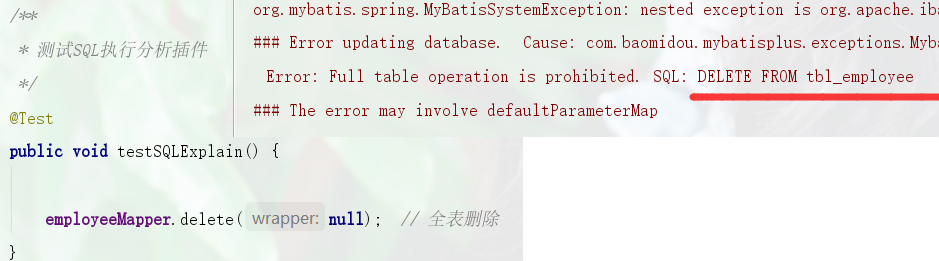 /**
* 测试SQL执行分析插件
*/
@Test
public void testSQLExplain() {
employeeMapper.delete( wrapper: null); // 全表删除
}
org.mybatis.spring.MyBatisSystemException: nested exception is org.apache.iba
### Error updating database. Cause: com.baomidou.mybatisplus.exceptions.Myb
Error: Full table operation is prohibited. SQL: DELETE FROM tbl_employee
### The error may involve defaultParameterMap